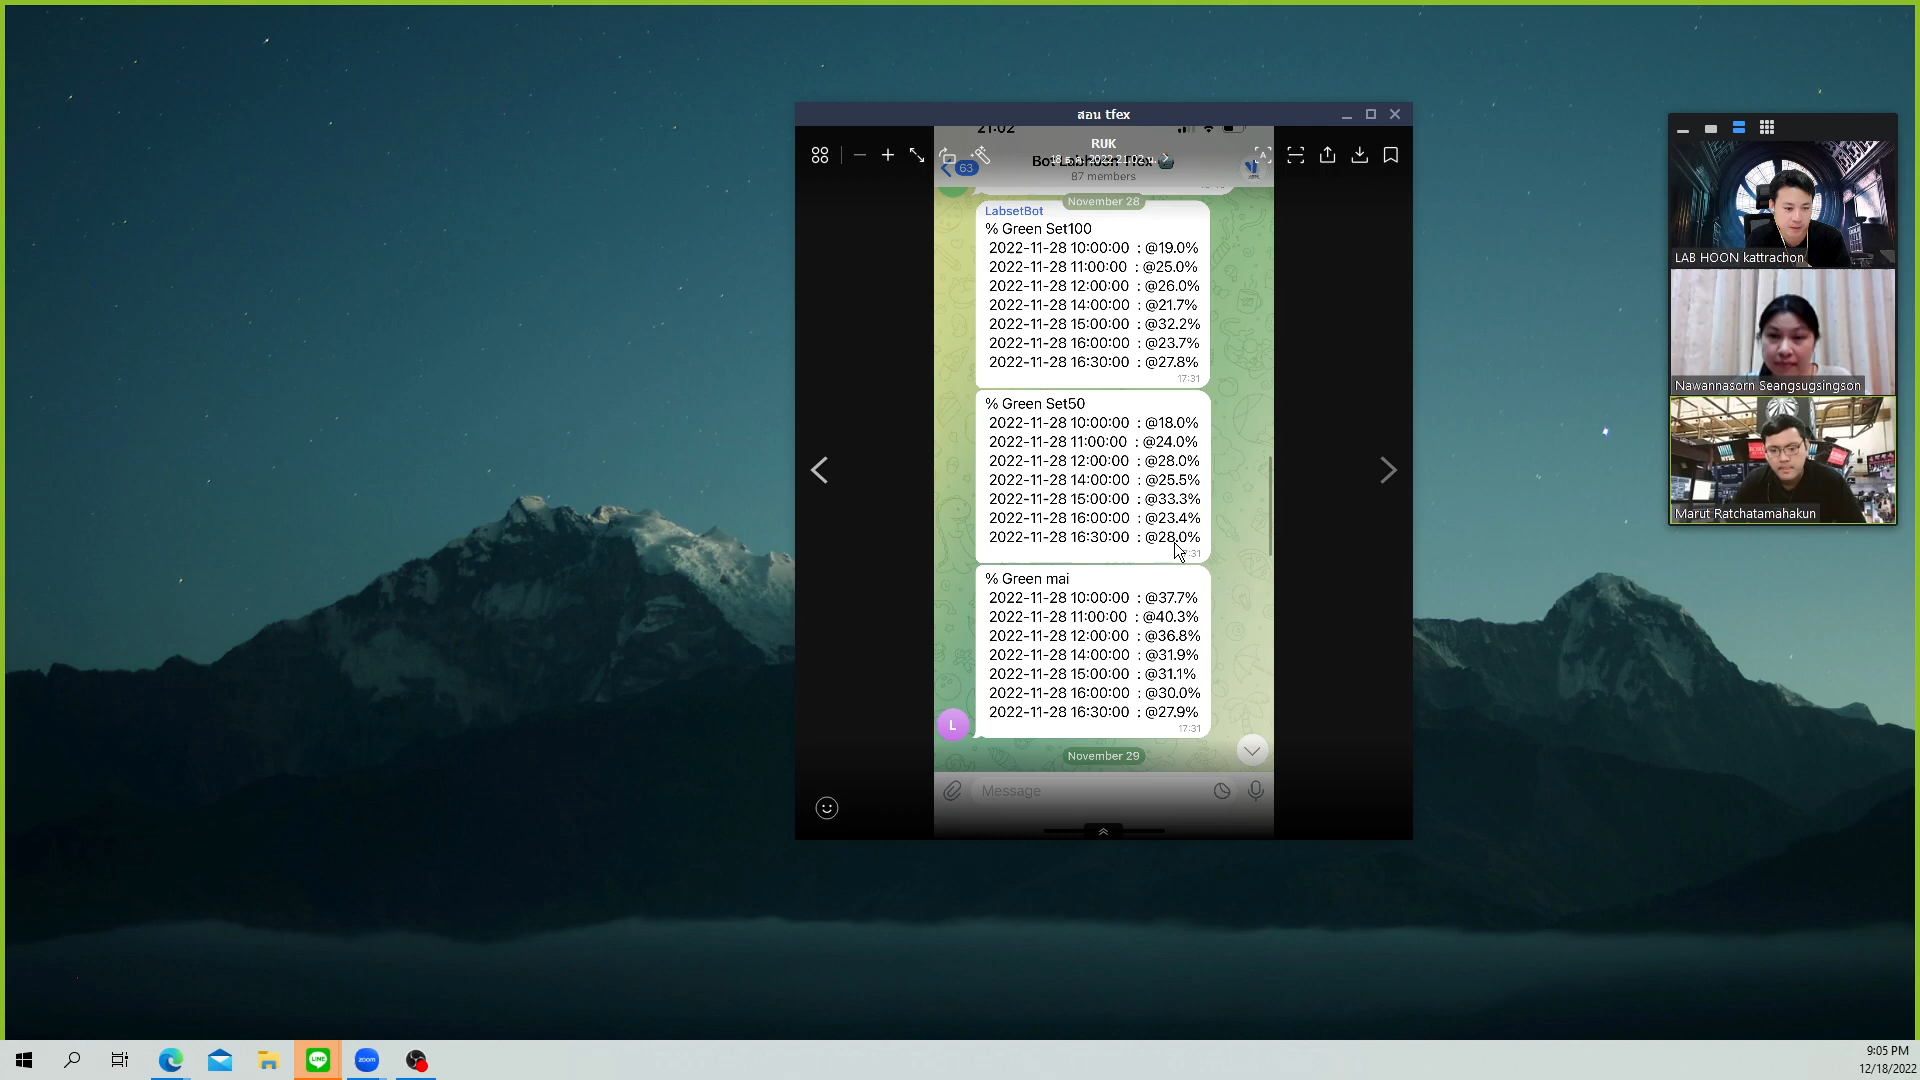 สอน tfex
21:02
RUK
63
87 members
November 28
LabsetBot
% Green Set100
2022-11-28 10:00:00 : @19.0%
2022-11-28 11:00:00 : @25.0%
2022-11-28 12:00:00 : @26.0%
2022-11-28 14:00:00 : @21.7%
2022-11-28 15:00:00 : @32.2%
2022-11-28 16:00:00 : @23.7%
2022-11-28 16:30:00 : @27.8%
17:31
% Green Set50
2022-11-28 10:00:00 : @18.0%
2022-11-28 11:00:00 : @24.0%
2022-11-28 12:00:00 : @28.0%
2022-11-28 14:00:00 : @25.5%
2022-11-28 15:00:00 : @33.3%
2022-11-28 16:00:00 : @23.4%
2022-11-28 16:30:00 : @28.0%
% Green mai
2022-11-28 10:00:00 : @37.7%
2022-11-28 11:00:00 : @40.3%
2022-11-28 12:00:00 : @36.8%
2022-11-28 14:00:00 : @31.9%
2022-11-28 15:00:00 : @31.1%
2022-11-28 16:00:00 : @30.0%
2022-11-28 16:30:00 : @27.9%
17:31
L
November 29
Message
LAB HOON kattrachon
Nawannasorn Seangsugsingson
Marut Ratchatamahakun
LINE
zoom
9:05 PM
12/18/2022